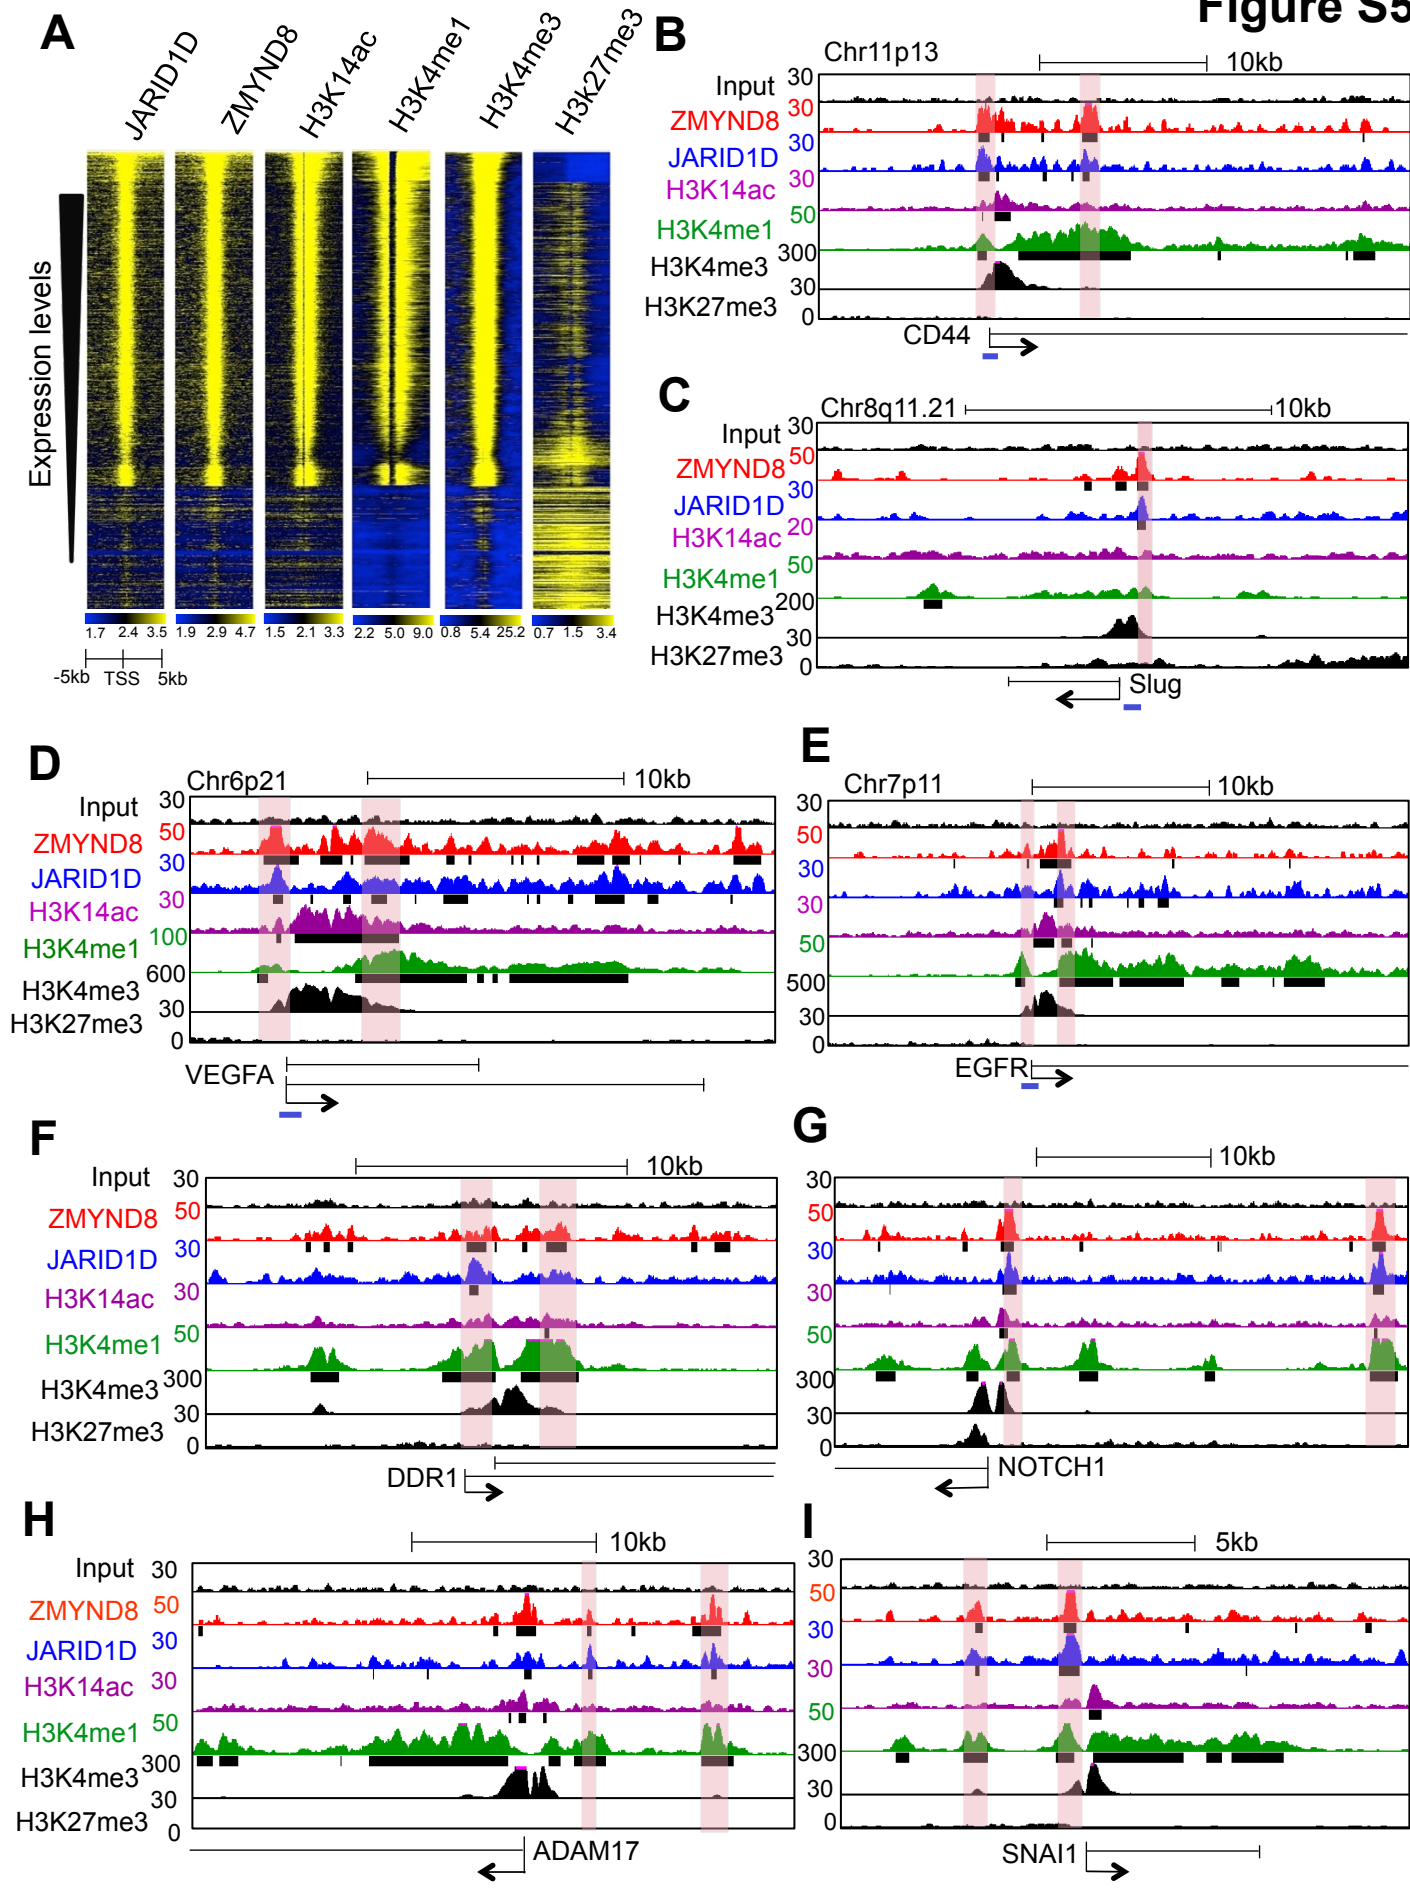 Figure S5
A
JARID1D
ZMYND8
H3K14ac
H3K4me1
H3K4me3
H3k27me3
Expression levels
1.7 2.4 3.5
1.9 2.9 4.7
1.5 2.1 3.3
2.2 5.0 9.0
0.8 5.4 25.2
0.7 1.5 3.4
-5kb TSS 5kb
B
Chr11p13
10kb
Input 30
ZMYND8 30
JARID1D 30
H3K14ac 30
H3K4me1 50
H3K4me3 300
H3K27me3 30
0
CD44
C
Chr8q11.21
10kb
Input 30
ZMYND8 50
JARID1D 30
H3K14ac 20
H3K4me1 50
H3K4me3 200
H3K27me3 30
0
Slug
D
Chr6p21
10kb
Input 30
ZMYND8 50
JARID1D 30
H3K14ac 30
H3K4me1 100
H3K4me3 600
H3K27me3 30
0
VEGFA
E
Chr7p11
10kb
30
50
30
30
50
500
30
0
EGFR
F
10kb
Input 30
ZMYND8 50
JARID1D 30
H3K14ac 30
H3K4me1 50
H3K4me3 300
H3K27me3 30
0
DDR1
G
10kb
30
50
30
30
50
300
30
0
NOTCH1
H
10kb
Input 30
ZMYND8 50
JARID1D 30
H3K14ac 30
H3K4me1 50
H3K4me3 300
H3K27me3 30
0
ADAM17
I
5kb
30
50
30
30
50
300
30
0
SNAI1